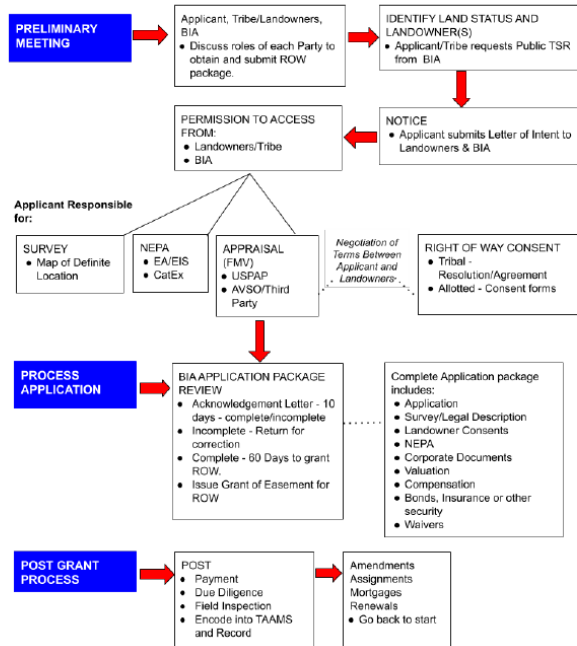 PRELIMINARY
MEETING
Applicant, Tribe/Landowners,
BIA
● Discuss roles of each Party to
obtain and submit ROW
package.
IDENTIFY LAND STATUS AND
LANDOWNER(S)
● Applicant/Tribe requests Public TSR
from BIA
NOTICE
● Applicant submits Letter of Intent to
Landowners & BIA
PERMISSION TO ACCESS
FROM:
● Landowners/Tribe
● BIA
Applicant Responsible
for:
SURVEY
● Map of Definite
Location
NEPA
● EA/EIS
● CatEx
APPRAISAL
(FMV)
● USPAP
● AVSO/Third
Party
Negotiation of
Terms Between
Applicant and
Landowners
RIGHT OF WAY CONSENT
● Tribal -
Resolution/Agreement
● Allotted - Consent forms
PROCESS
APPLICATION
BIA APPLICATION PACKAGE
REVIEW
● Acknowledgement Letter - 10
days - complete/incomplete
● Incomplete - Return for
correction
● Complete - 60 Days to grant
ROW.
● Issue Grant of Easement for
ROW
Complete Application package
includes:
● Application
● Survey/Legal Description
● Landowner Consents
● NEPA
● Corporate Documents
● Valuation
● Compensation
● Bonds, Insurance or other
security
● Waivers
POST GRANT
PROCESS
POST
● Payment
● Due Diligence
● Field Inspection
● Encode into TAAMS
and Record
Amendments
Assignments
Mortgages
Renewals
● Go back to start